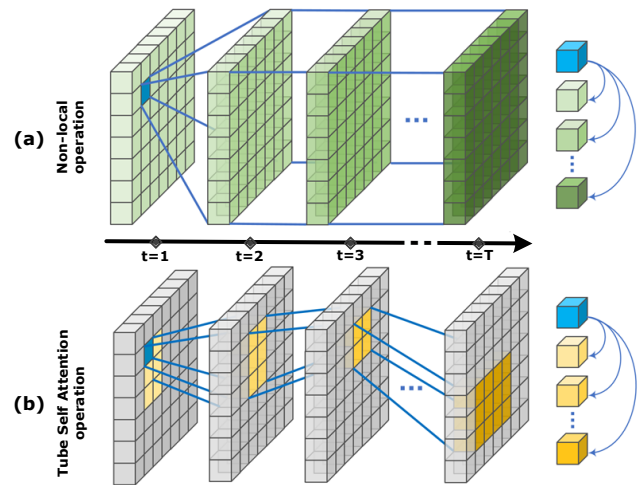 (a)
Non-local
operation
...
t=1
t=2
t=3
t=T
(b)
Tube Self Attention
operation
...